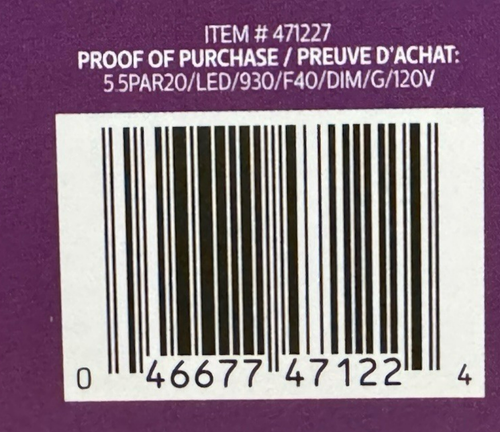 ITEM # 471227
PROOF OF PURCHASE / PREUVE D'ACHAT:
5.5PAR20/LED/930/F40/DIM/G/120V
0 46677 47122 4